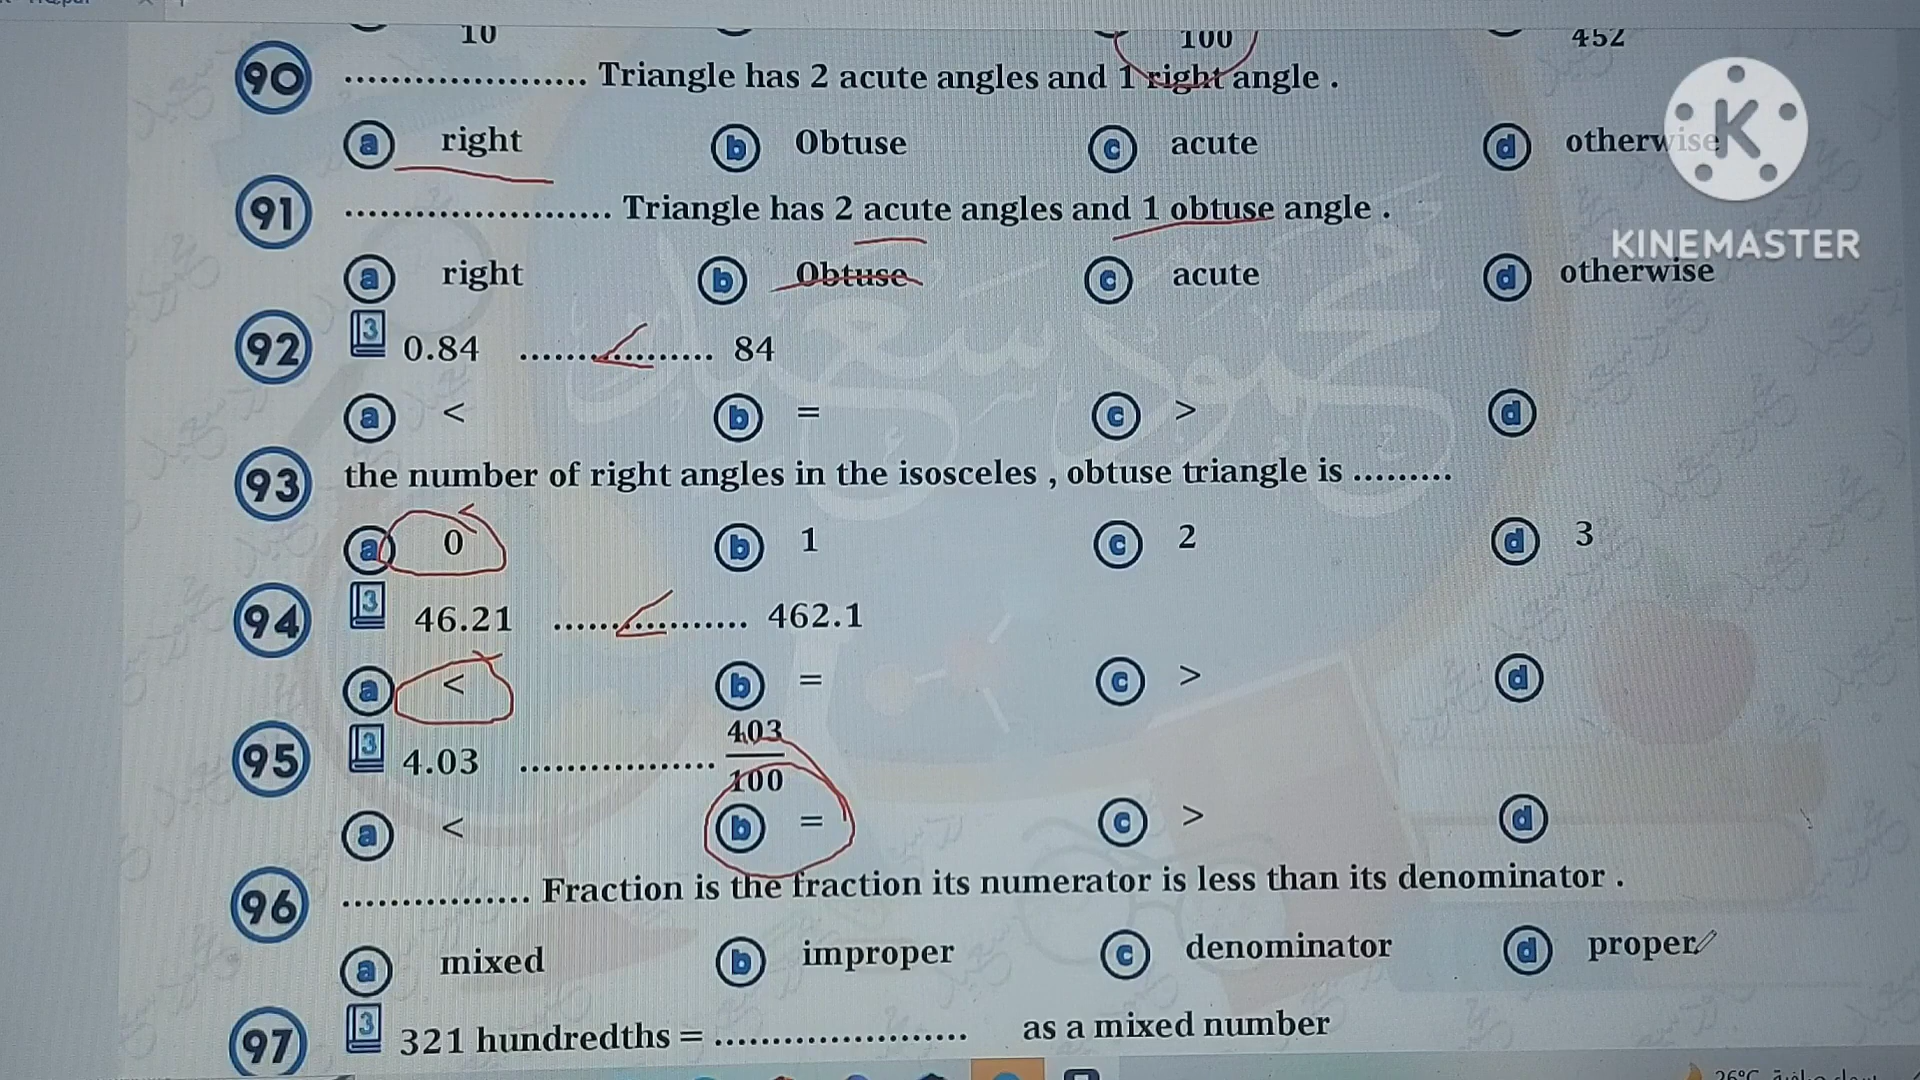 10 100 452
90 ..................... Triangle has 2 acute angles and 1 right angle .
a right b Obtuse c acute d otherwise
K
KINEMASTER
91 ....................... Triangle has 2 acute angles and 1 obtuse angle .
a right b Obtuse c acute d otherwise
92 3 0.84 ................. < 84
a < b = c > d
93 the number of right angles in the isosceles , obtuse triangle is .........
a 0 b 1 c 2 d 3
94 3 46.21 ................. < 462.1
a < b = c > d
95 3 4.03 ................. 403
100
a < b = c > d
96 ................ Fraction is the fraction its numerator is less than its denominator .
a mixed b improper c denominator d proper
97 3 321 hundredths = ...................... as a mixed number
26°C